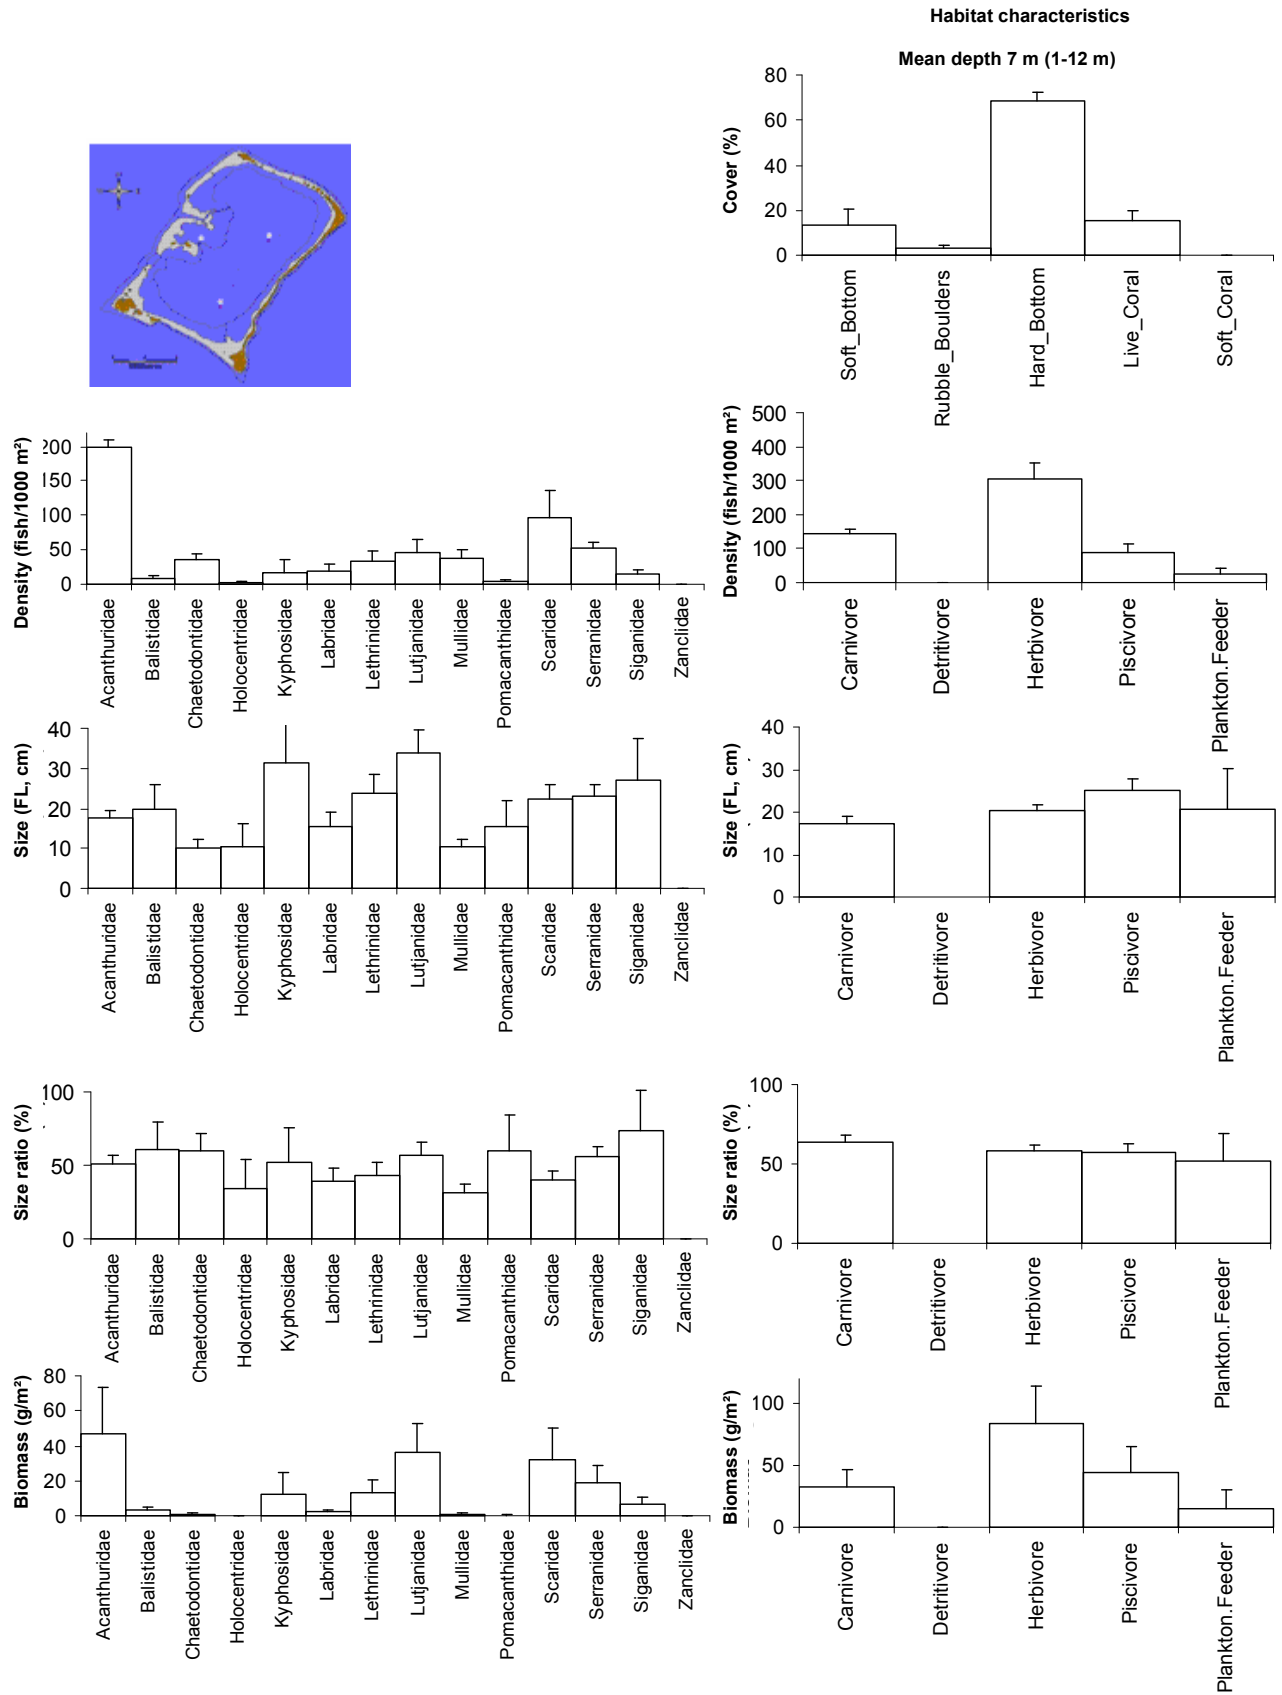 Habitat characteristics
Mean depth 7 m (1-12 m)
Cover (%)
80
60
40
20
0
Soft_Bottom
Rubble_Boulders
Hard_Bottom
Live_Coral
Soft_Coral
Density (fish/1000 m²)
200
150
100
50
0
Acanthuridae
Balistidae
Chaetodontidae
Holocentridae
Kyphosidae
Labridae
Lethrinidae
Lutjanidae
Mullidae
Pomacanthidae
Scaridae
Serranidae
Siganidae
Zanclidae
Density (fish/1000 m²)
500
400
300
200
100
0
Carnivore
Detritivore
Herbivore
Piscivore
Plankton.Feeder
Size (FL, cm)
40
30
20
10
0
Acanthuridae
Balistidae
Chaetodontidae
Holocentridae
Kyphosidae
Labridae
Lethrinidae
Lutjanidae
Mullidae
Pomacanthidae
Scaridae
Serranidae
Siganidae
Zanclidae
Size (FL, cm)
40
30
20
10
0
Carnivore
Detritivore
Herbivore
Piscivore
Plankton.Feeder
Size ratio (%)
100
50
0
Acanthuridae
Balistidae
Chaetodontidae
Holocentridae
Kyphosidae
Labridae
Lethrinidae
Lutjanidae
Mullidae
Pomacanthidae
Scaridae
Serranidae
Siganidae
Zanclidae
Size ratio (%)
100
50
0
Carnivore
Detritivore
Herbivore
Piscivore
Plankton.Feeder
Biomass (g/m²)
80
60
40
20
0
Acanthuridae
Balistidae
Chaetodontidae
Holocentridae
Kyphosidae
Labridae
Lethrinidae
Lutjanidae
Mullidae
Pomacanthidae
Scaridae
Serranidae
Siganidae
Zanclidae
Biomass (g/m²)
100
50
0
Carnivore
Detritivore
Herbivore
Piscivore
Plankton.Feeder